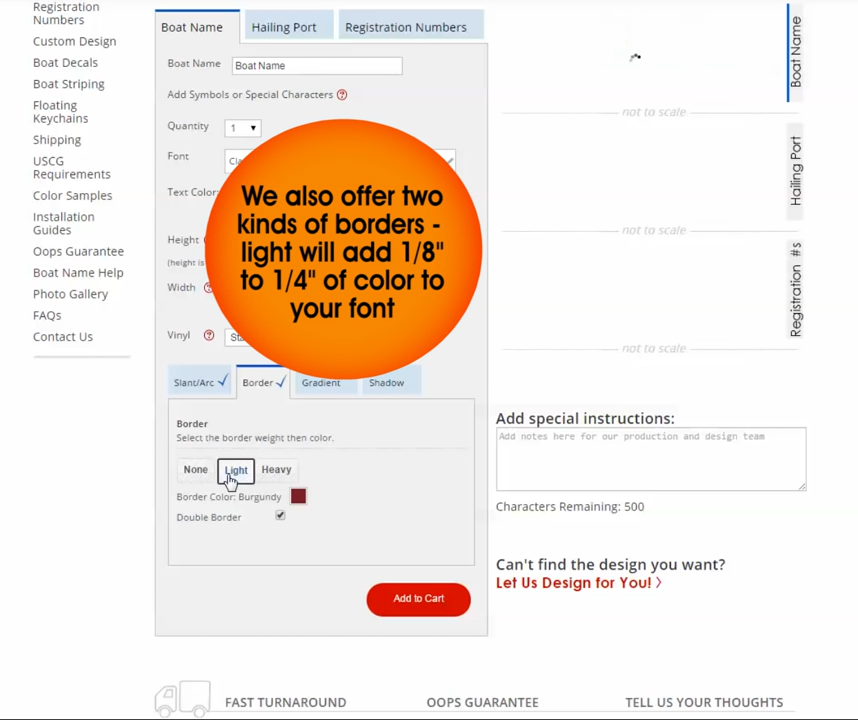 Registration
Numbers
Custom Design
Boat Decals
Boat Striping
Floating
Keychains
Shipping
USCG
Requirements
Color Samples
Installation
Guides
Oops Guarantee
Boat Name Help
Photo Gallery
FAQs
Contact Us
Boat Name
Hailing Port
Registration Numbers
Boat Name
Boat Name
Add Symbols or Special Characters ?
Quantity
1
Font
Text Color:
Height
(height is
Width
Vinyl ?
We also offer two
kinds of borders -
light will add 1/8"
to 1/4" of color to
your font
Slant/Arc
Border
Gradient
Shadow
Border
Select the border weight then color.
None
Light
Heavy
Border Color: Burgundy
Double Border
Add to Cart
not to scale
not to scale
not to scale
Boat Name
Hailing Port
Registration #s
Add special instructions:
Add notes here for our production and design team
Characters Remaining: 500
Can't find the design you want?
Let Us Design for You! >
FAST TURNAROUND
OOPS GUARANTEE
TELL US YOUR THOUGHTS